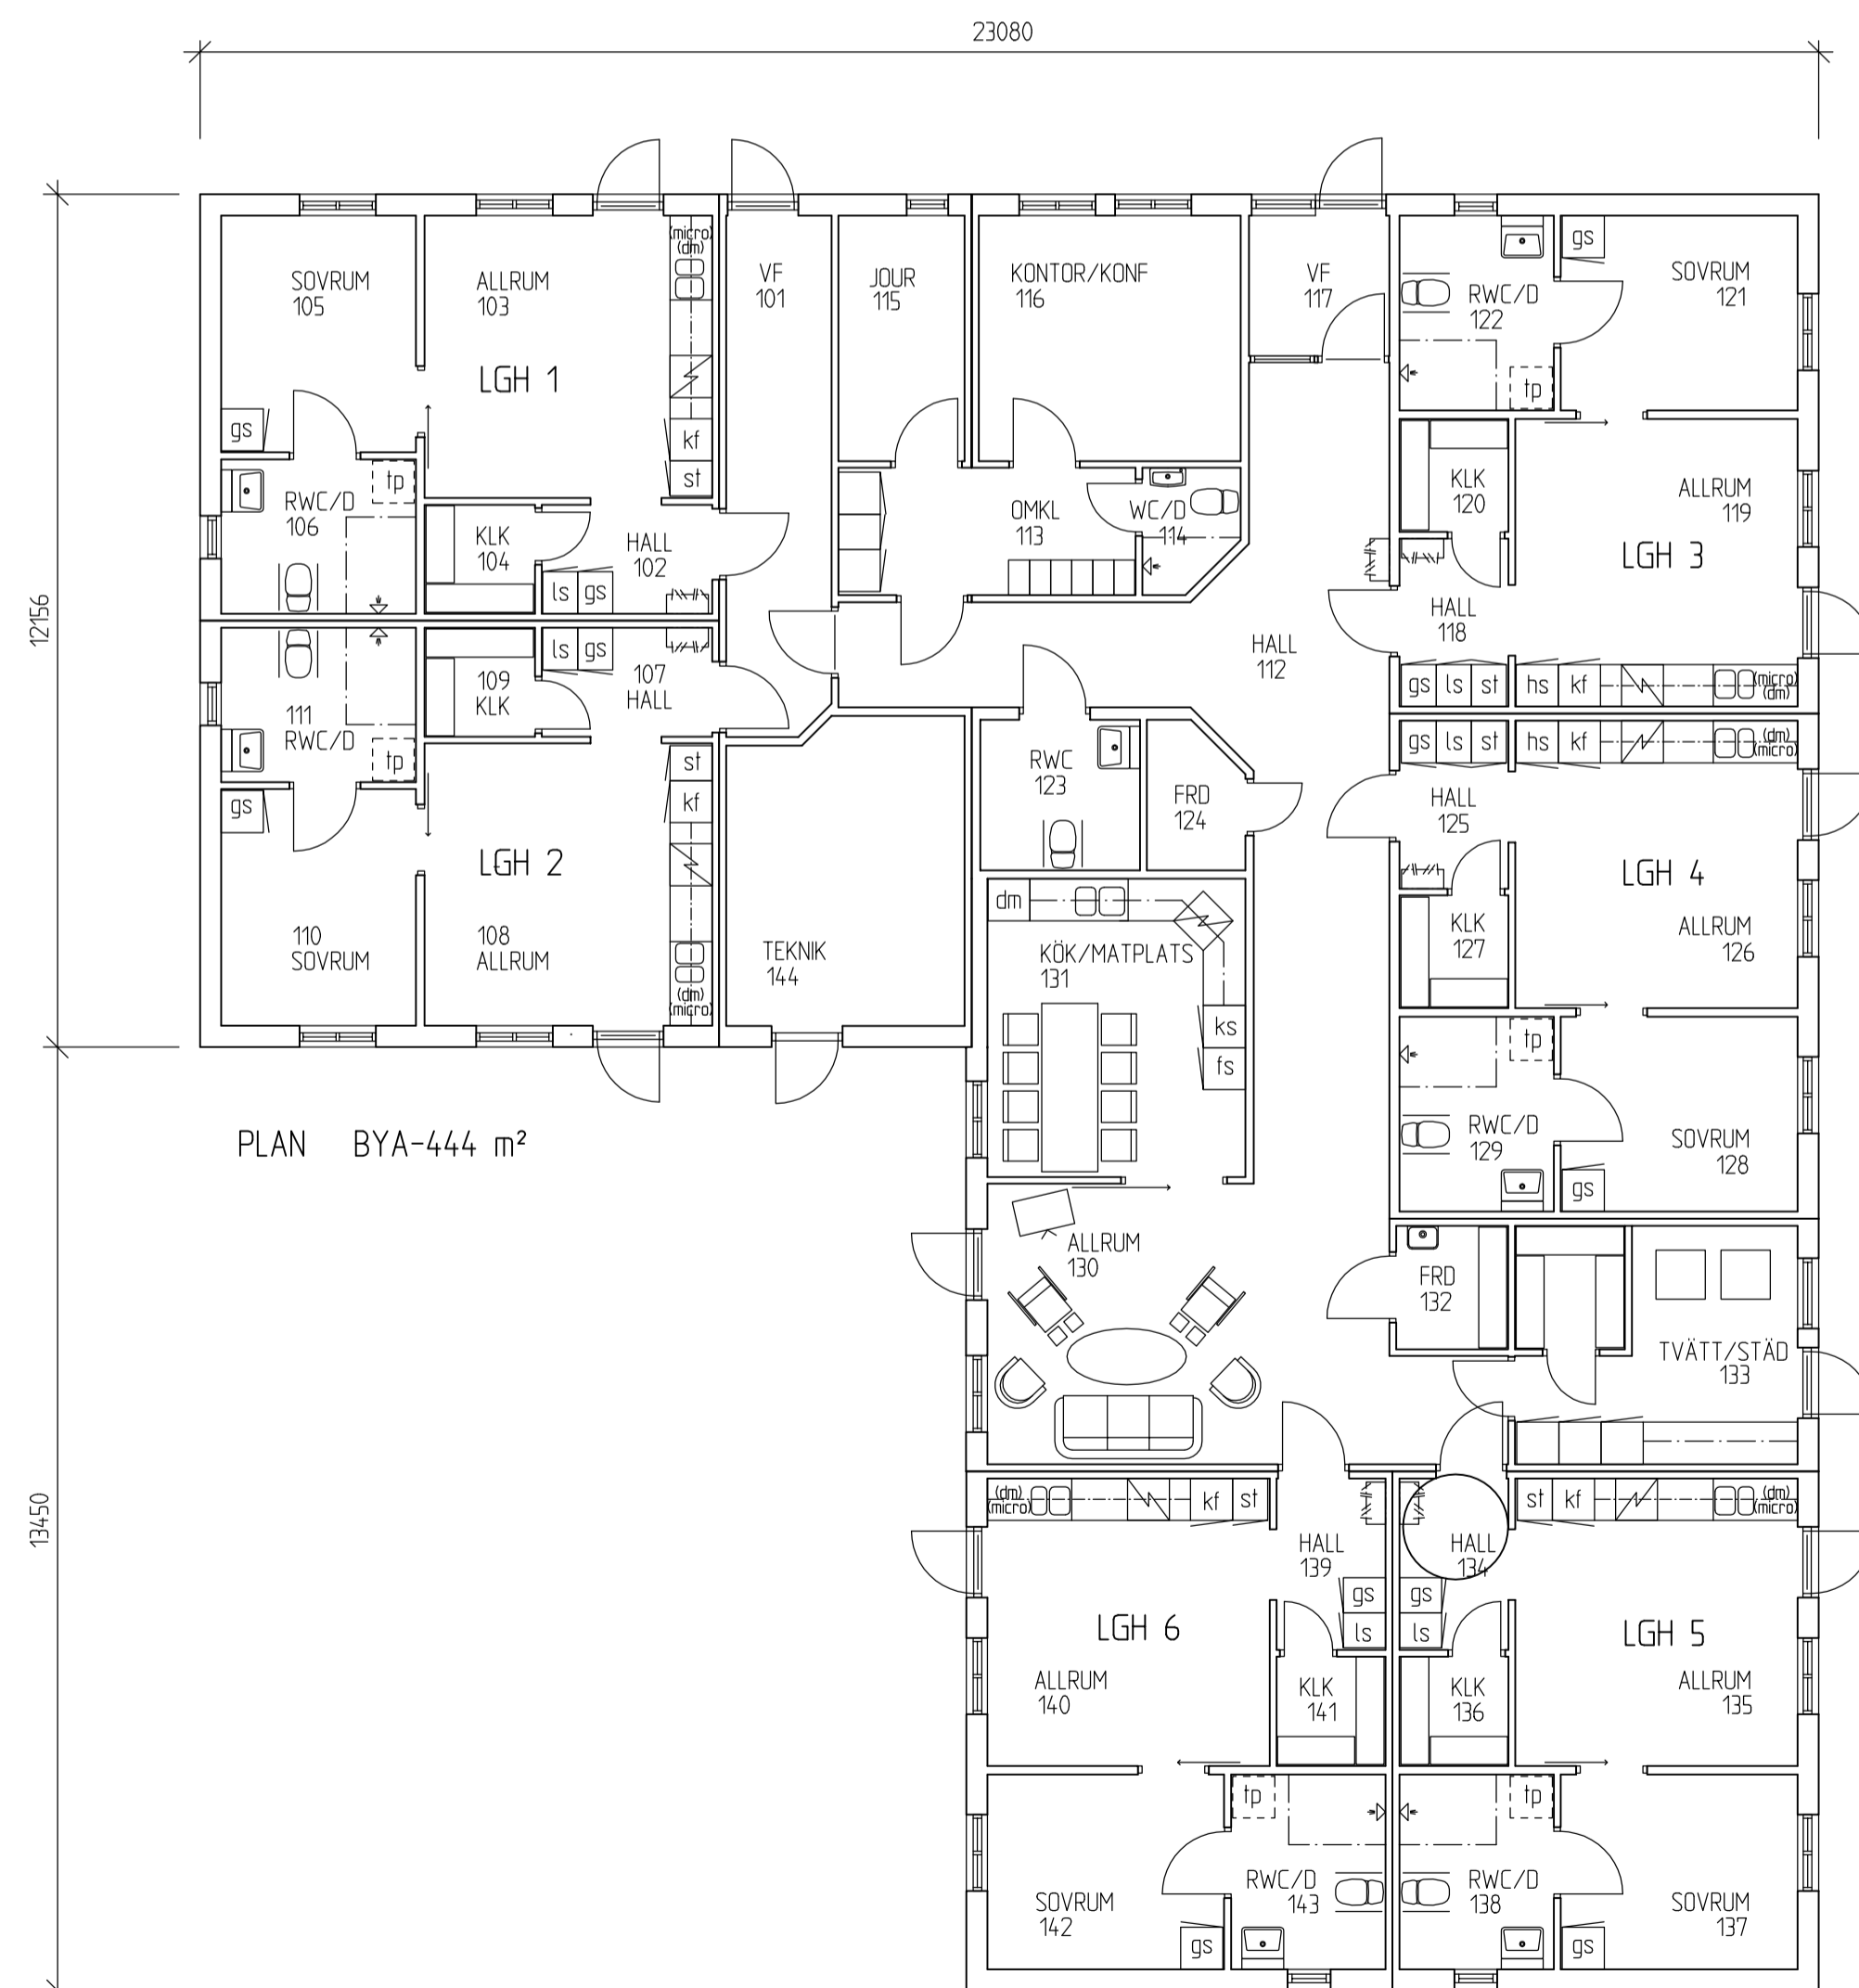 23080
12156
13450
SOVRUM
105
ALLRUM
103
(micro)
(dm)
LGH 1
kf
st
gs
tp
RWC/D
106
KLK
104
HALL
102
ls gs
VF
101
JOUR
115
KONTOR/KONF
116
VF
117
OMKL
113
WC/D
114
HALL
112
RWC/D
122
tp
gs
SOVRUM
121
KLK
120
ALLRUM
119
LGH 3
HALL
118
gs ls st hs kf
(micro)
(dm)
ls gs
107
HALL
109
KLK
111
RWC/D
tp
gs
st
kf
LGH 2
110
SOVRUM
108
ALLRUM
(dm)
(micro)
TEKNIK
144
RWC
123
FRD
124
gs ls st hs kf
(dm)
(micro)
HALL
125
LGH 4
KLK
127
ALLRUM
126
tp
RWC/D
129
SOVRUM
128
gs
dm
KÖK/MATPLATS
131
ks
fs
PLAN BYA-444 m²
ALLRUM
130
FRD
132
TVÄTT/STÄD
133
(dm)
(micro)
kf st
HALL
139
gs
ls
LGH 6
ALLRUM
140
KLK
141
tp
RWC/D
143
SOVRUM
142
gs
HALL
134
gs
ls
st kf
(dm)
(micro)
LGH 5
KLK
136
ALLRUM
135
tp
RWC/D
138
SOVRUM
137
gs